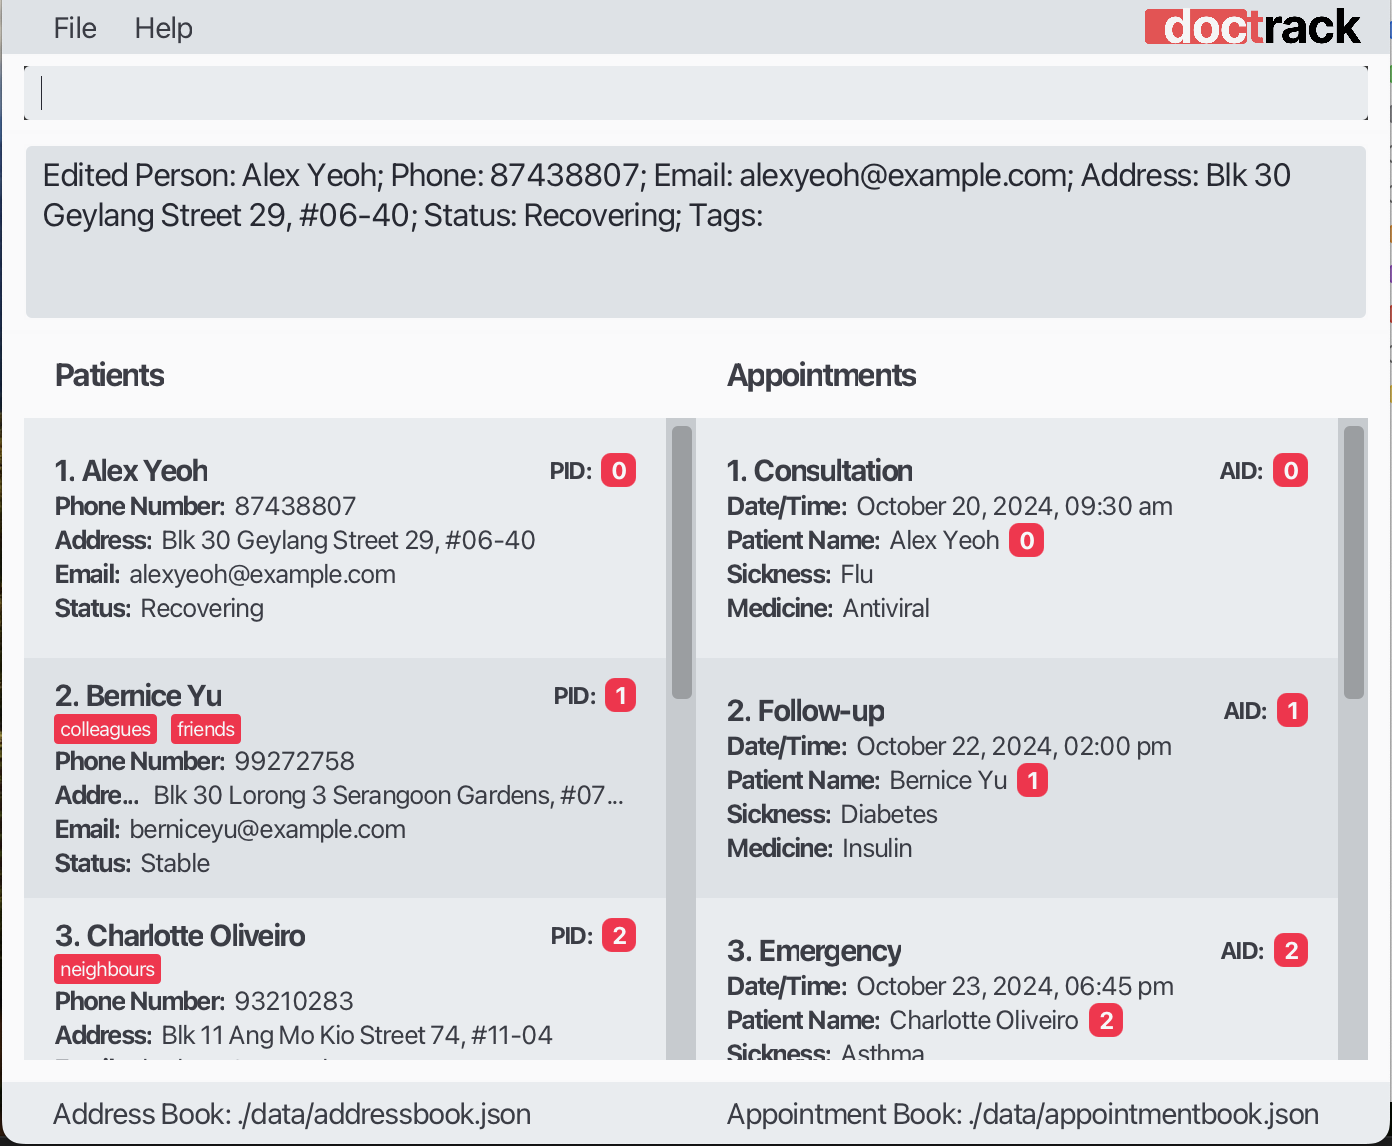 File Help
doctrack
Edited Person: Alex Yeoh; Phone: 87438807; Email: alexyeoh@example.com; Address: Blk 30
Geylang Street 29, #06-40; Status: Recovering; Tags:
Patients
1. Alex Yeoh PID: 0
Phone Number: 87438807
Address: Blk 30 Geylang Street 29, #06-40
Email: alexyeoh@example.com
Status: Recovering
2. Bernice Yu PID: 1
colleagues friends
Phone Number: 99272758
Addre... Blk 30 Lorong 3 Serangoon Gardens, #07...
Email: berniceyu@example.com
Status: Stable
3. Charlotte Oliveiro PID: 2
neighbours
Phone Number: 93210283
Address: Blk 11 Ang Mo Kio Street 74, #11-04
Appointments
1. Consultation AID: 0
Date/Time: October 20, 2024, 09:30 am
Patient Name: Alex Yeoh 0
Sickness: Flu
Medicine: Antiviral
2. Follow-up AID: 1
Date/Time: October 22, 2024, 02:00 pm
Patient Name: Bernice Yu 1
Sickness: Diabetes
Medicine: Insulin
3. Emergency AID: 2
Date/Time: October 23, 2024, 06:45 pm
Patient Name: Charlotte Oliveiro 2
Sickness: Asthma
Address Book: ./data/addressbook.json
Appointment Book: ./data/appointmentbook.json